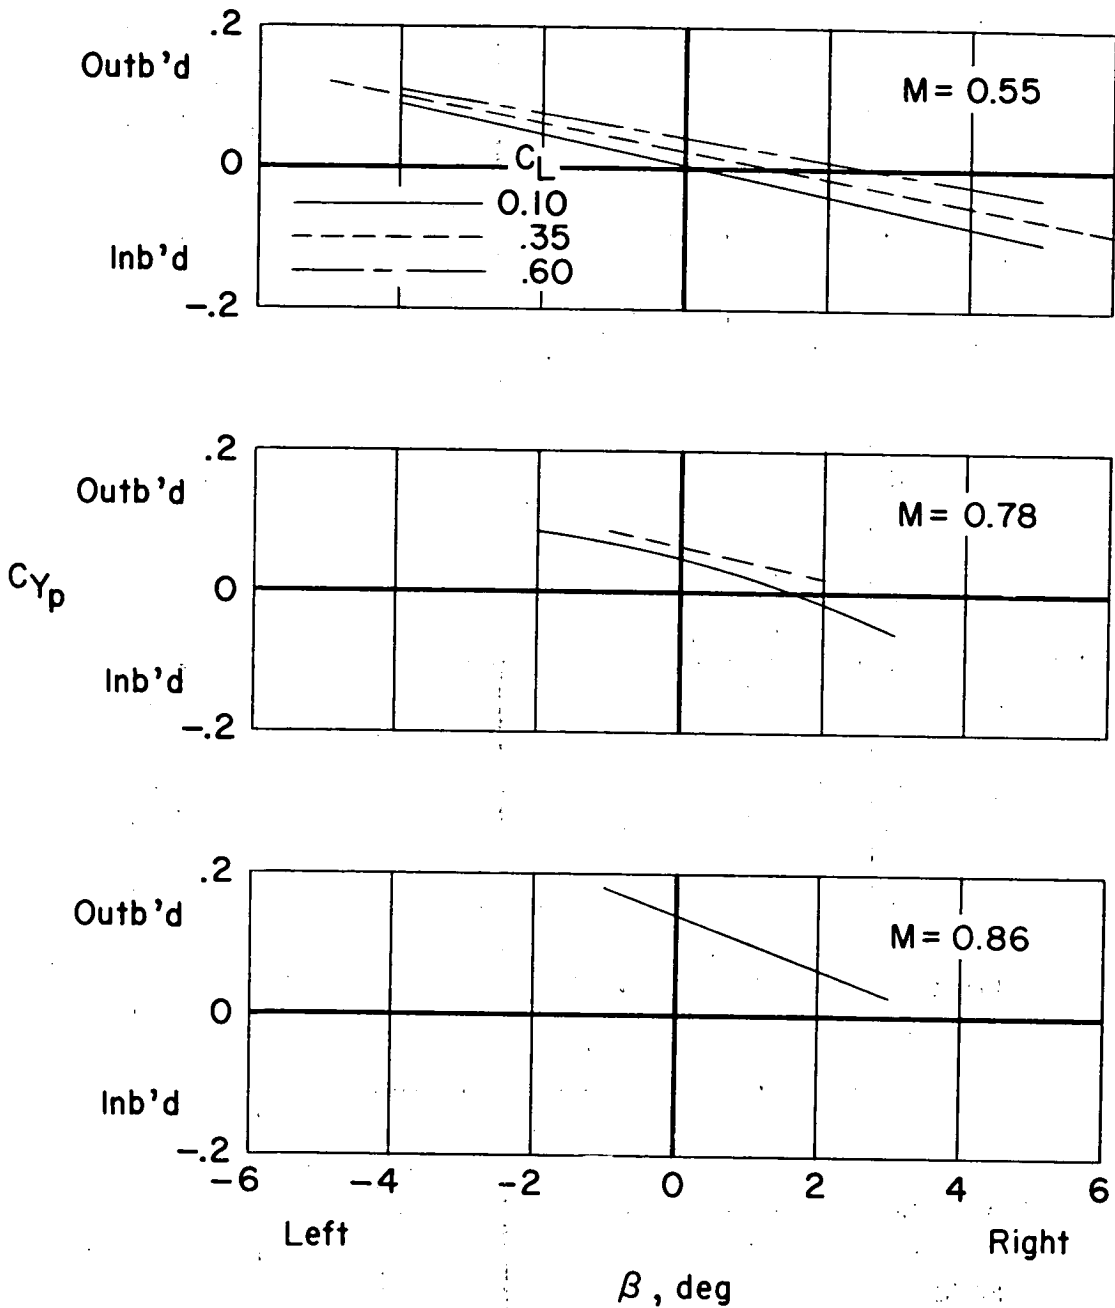 .2
Outb'd
M = 0.55
0
C_L
0.10
.35
Inb'd
.60
-.2
.2
Outb'd
M = 0.78
C_Y_p
0
Inb'd
-.2
.2
Outb'd
M = 0.86
0
Inb'd
-.2
-6 -4 -2 0 2 4 6
Left Right
β, deg